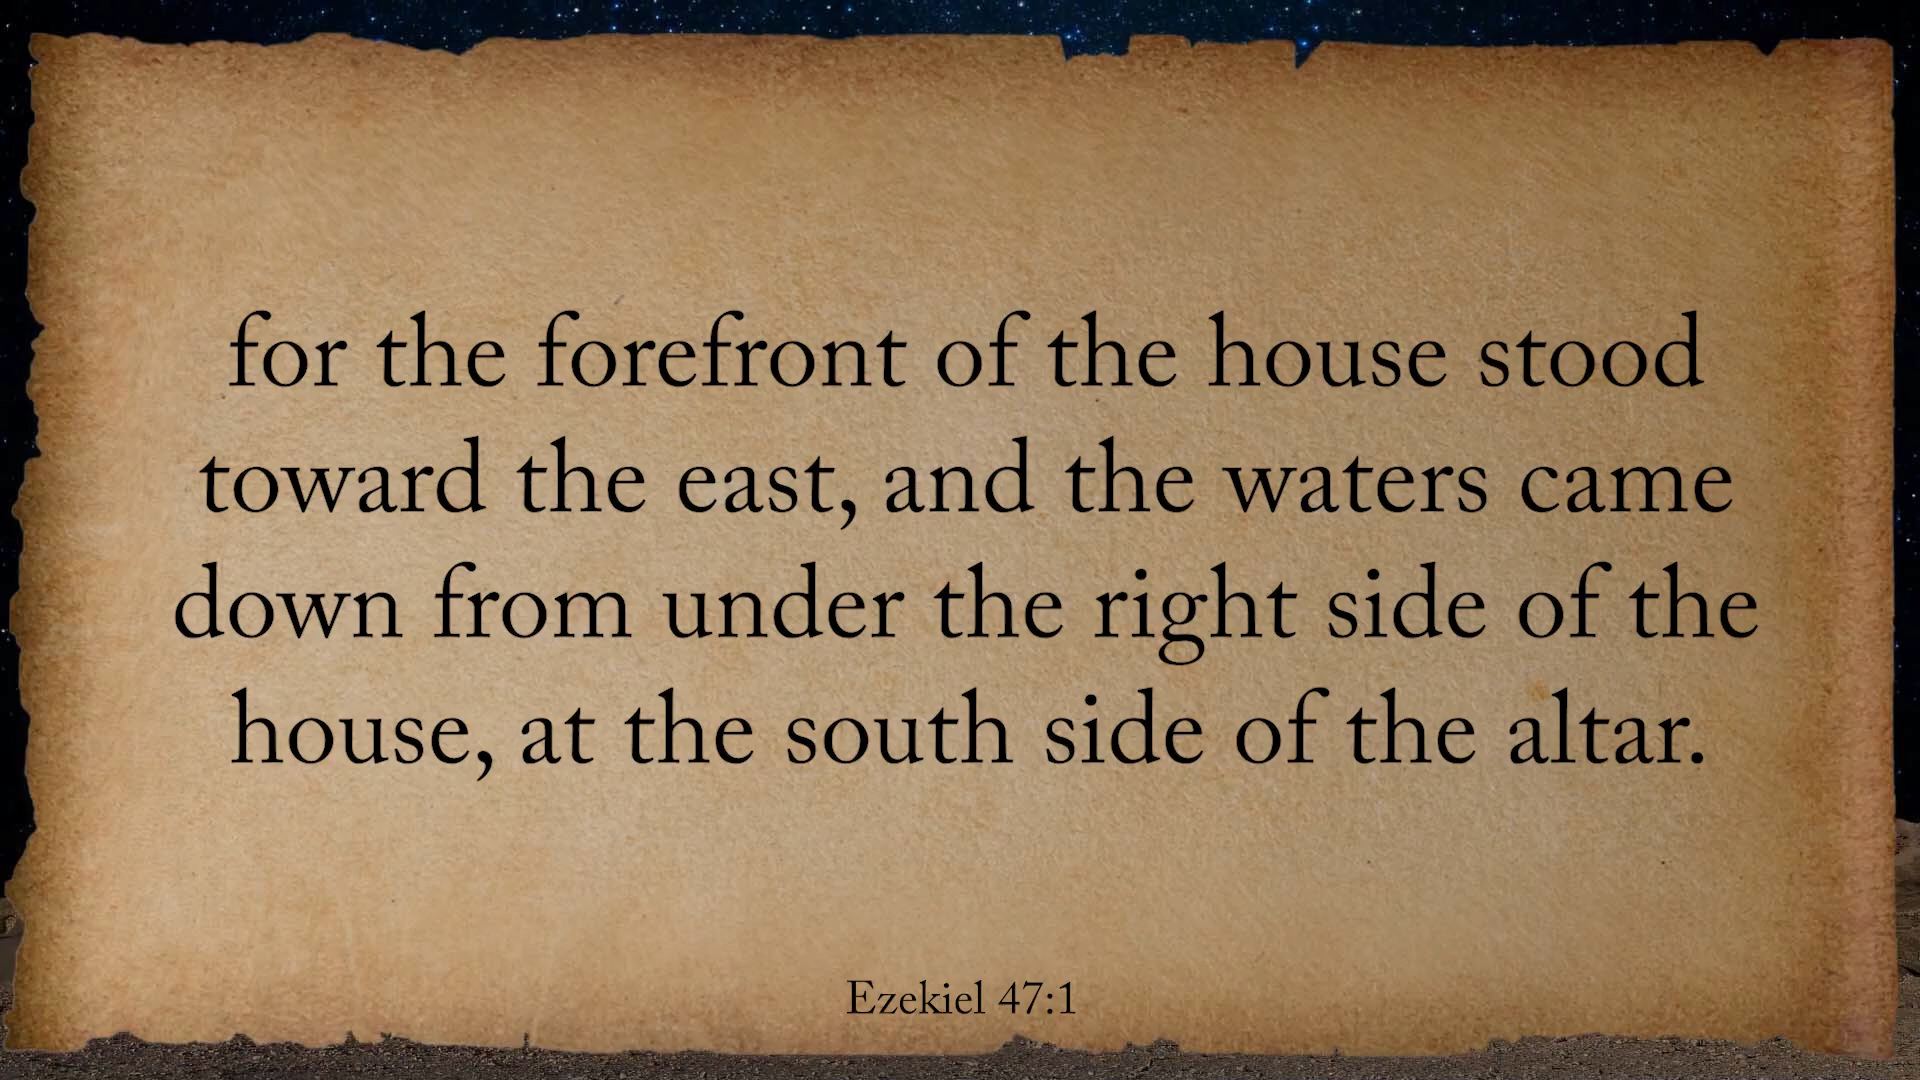 for the forefront of the house stood
toward the east, and the waters came
down from under the right side of the
house, at the south side of the altar.
Ezekiel 47:1